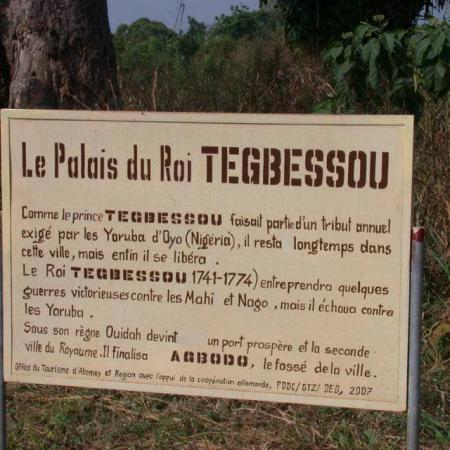 Le Palais du Roi TEGBESSOU
Comme le prince TEGBESSOU faisait partie d'un tribut annuel
exigé par les Yoruba d'Oyo (Nigéria), il resta longtemps dans
cette ville, mais enfin il se libéra.
Le Roi TEGBESSOU 1741-1774) entreprendra quelques
guerres victorieuses contre les Mahi et Nago, mais il échoua contre
les Yoruba.
Sous son règne Ouidah devint un port prospère et la seconde
ville du Royaume. Il finalisa AGBODO, le fossé de la ville.
Office du Tourisme d'Abomey et Region avec l'appui de la coopération allemande, PDDC/GTZ/ DED, 2007